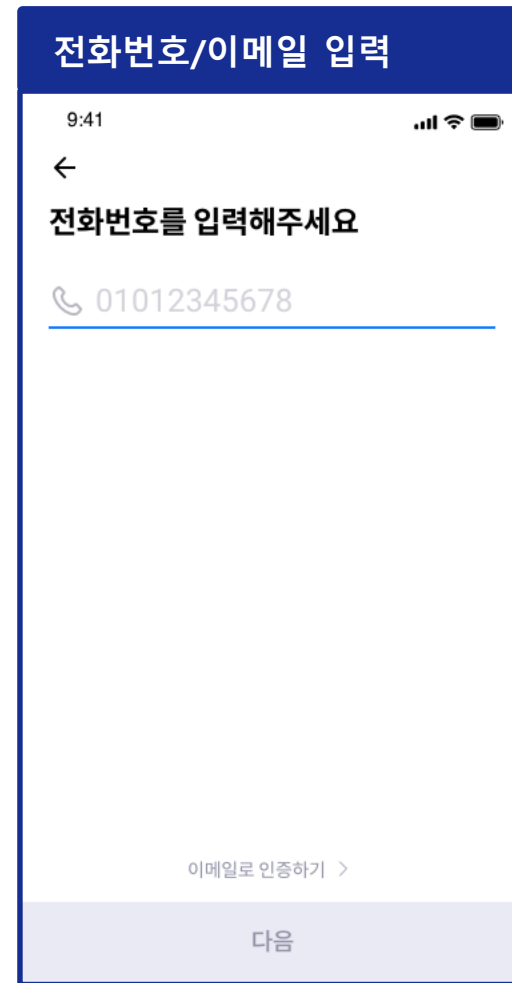 전화번호/이메일 입력
9:41
전화번호를 입력해주세요
01012345678
이메일로 인증하기 >
다음